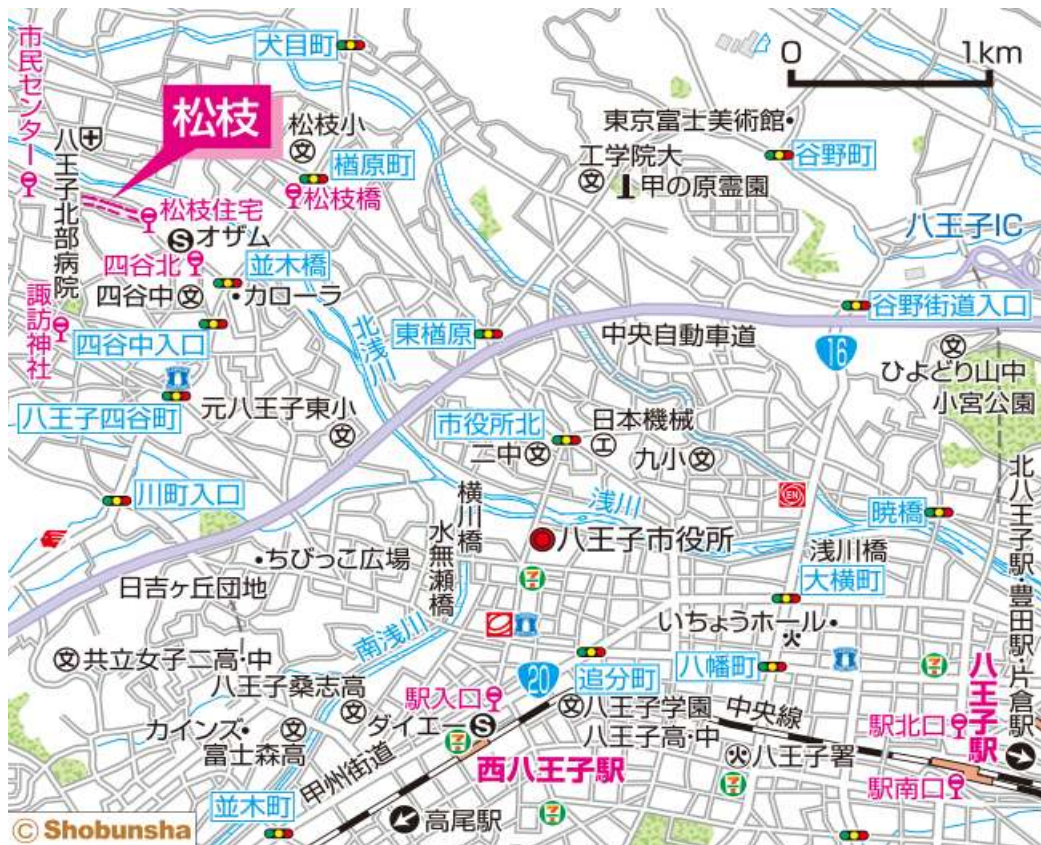 犬目町
0 1km
市民センター
松枝
松枝小
東京富士美術館
谷野町
八王子北部病院
楢原町
工学院大
甲の原霊園
松枝橋
松枝住宅
オザム
八王子IC
四谷北
並木橋
四谷中
カローラ
諏訪神社
北浅川
谷野街道入口
四谷中入口
東楢原
中央自動車道
16
ひよどり山中
小宮公園
八王子四谷町
元八王子東小
市役所北
日本機械
二中
九小
北八王子駅・豊田駅・片倉駅
川町入口
横川橋
浅川
暁橋
水無瀬橋
八王子市役所
浅川橋
ちびっこ広場
日吉ヶ丘団地
大横町
南浅川
いちょうホール
共立女子二高・中
20
追分町
八幡町
八王子駅
八王子桑志高
駅入口
八王子学園
八王子高・中
中央線
駅北口
カインズ
ダイエー
富士森高
甲州街道
西八王子駅
八王子署
駅南口
並木町
高尾駅
© Shobunsha